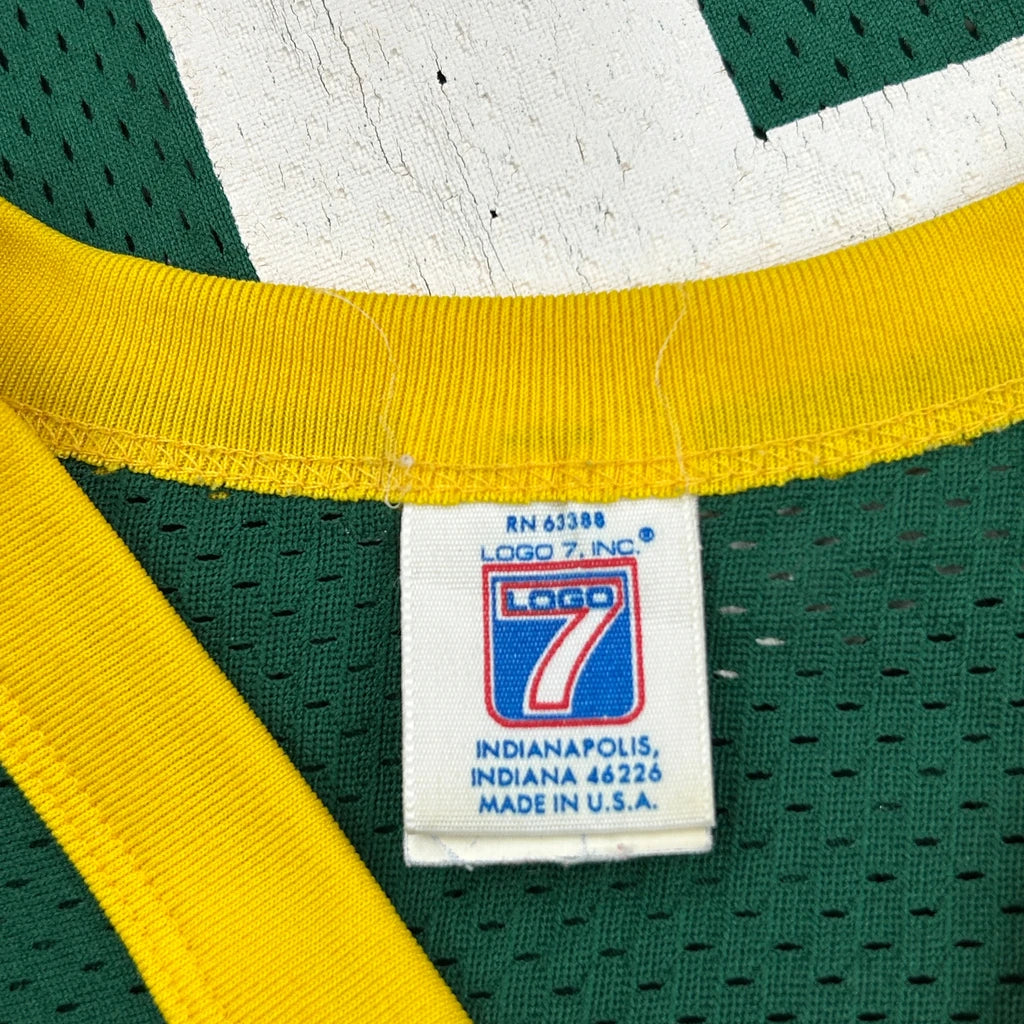 RN 63388
LOGO 7, INC.®
LOGO
7
INDIANAPOLIS,
INDIANA 46226
MADE IN U.S.A.